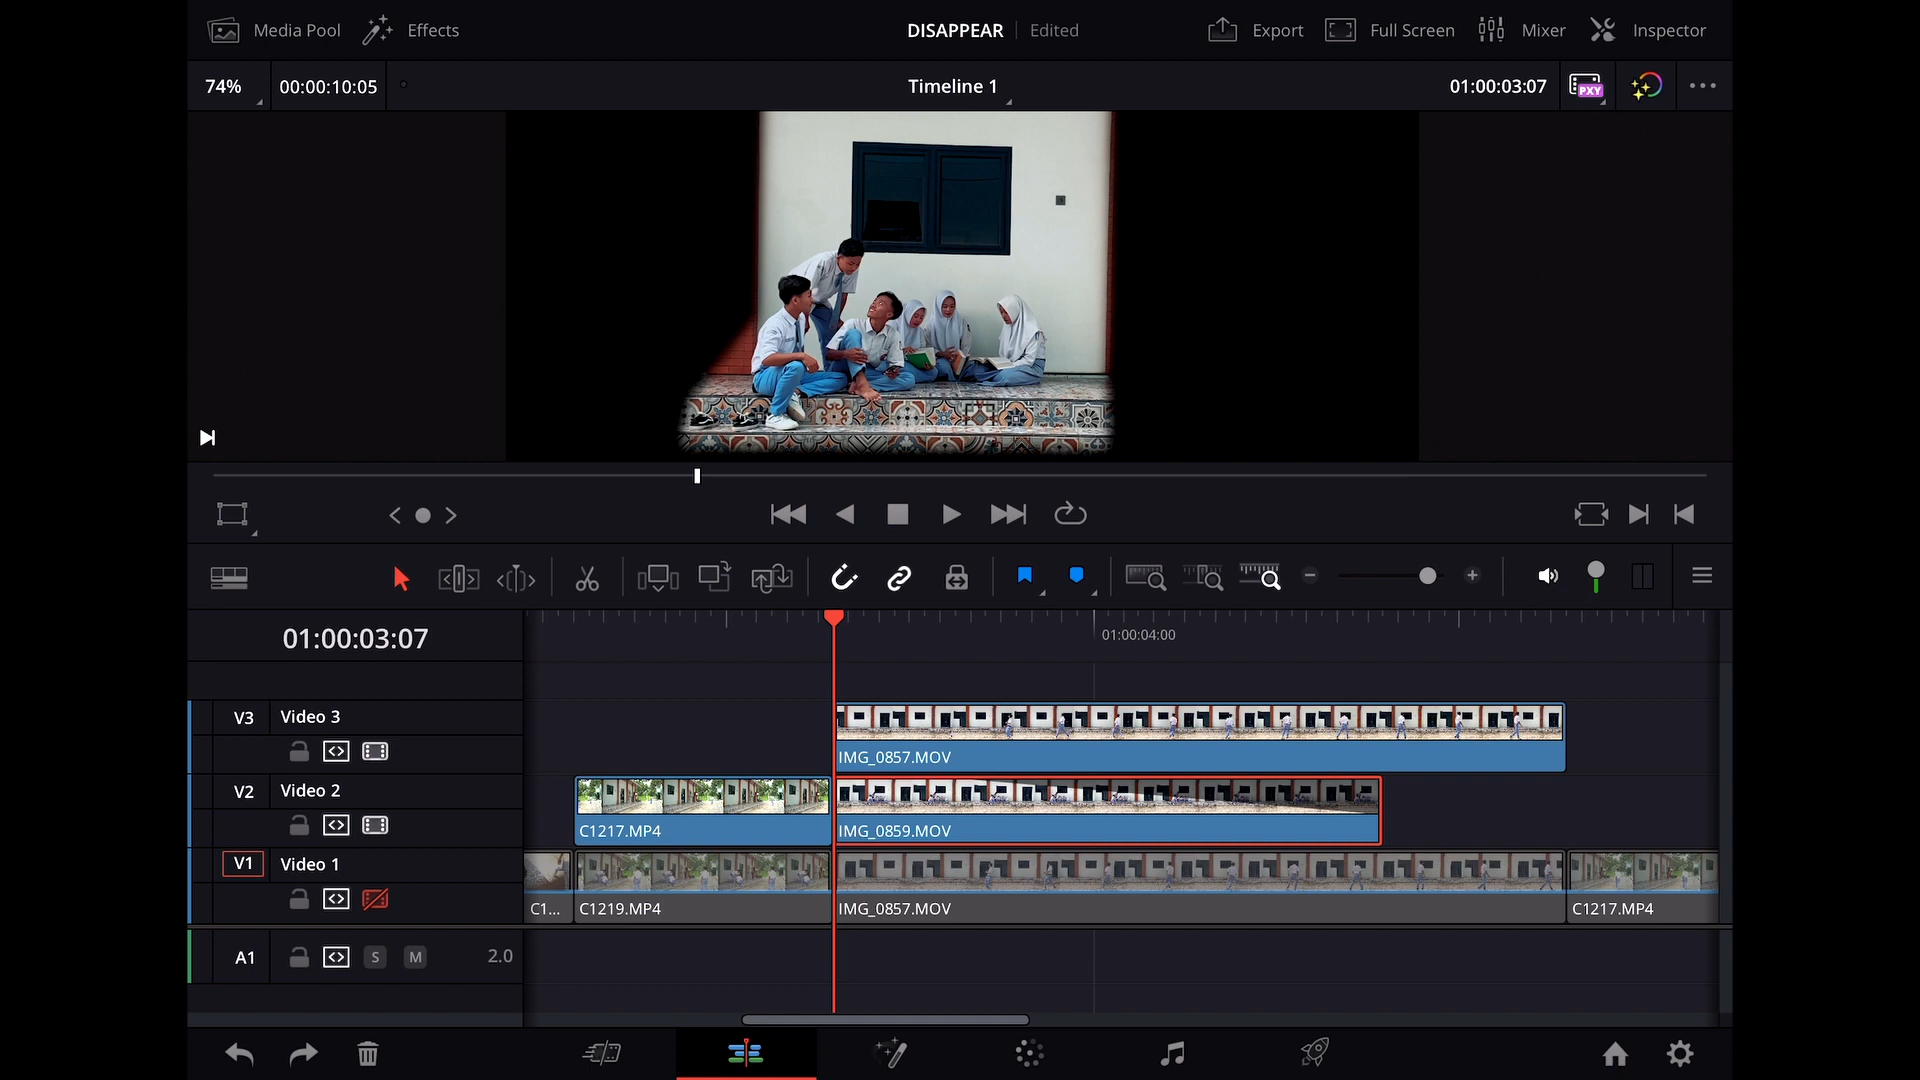 Media Pool
Effects
DISAPPEAR
Edited
Export
Full Screen
Mixer
Inspector
74%
00:00:10:05
Timeline 1
01:00:03:07
PXY
01:00:03:07
01:00:04:00
V3
Video 3
IMG_0857.MOV
V2
Video 2
C1217.MP4
IMG_0859.MOV
V1
Video 1
C1...
C1219.MP4
IMG_0857.MOV
C1217.MP4
A1
S
M
2.0